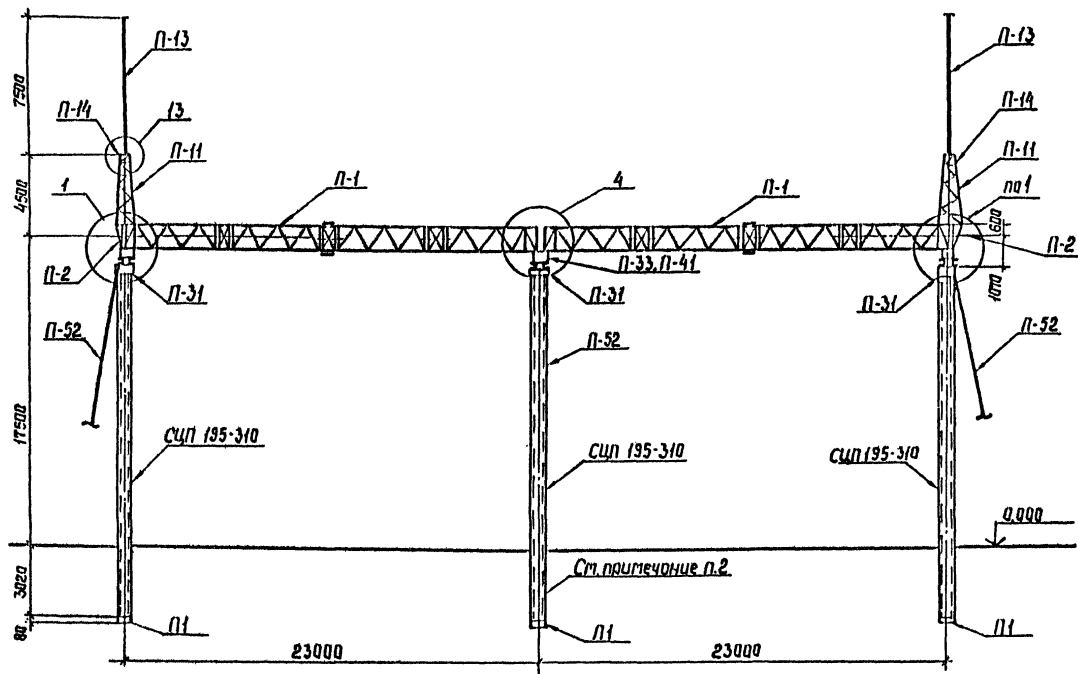 П-13
П-13
7500
П-14
13
П-14
П-11
П-11
4500
1
П-1
4
П-1
по1
600
П-2
П-2
П-33, П-41
П-31
П-31
П-31
1070
П-52
П-52
П-52
17500
СЦП 195-310
СЦП 195-310
СЦП 195-310
0,000
3020
См. примечание п.2
80
П1
П1
П1
23000
23000